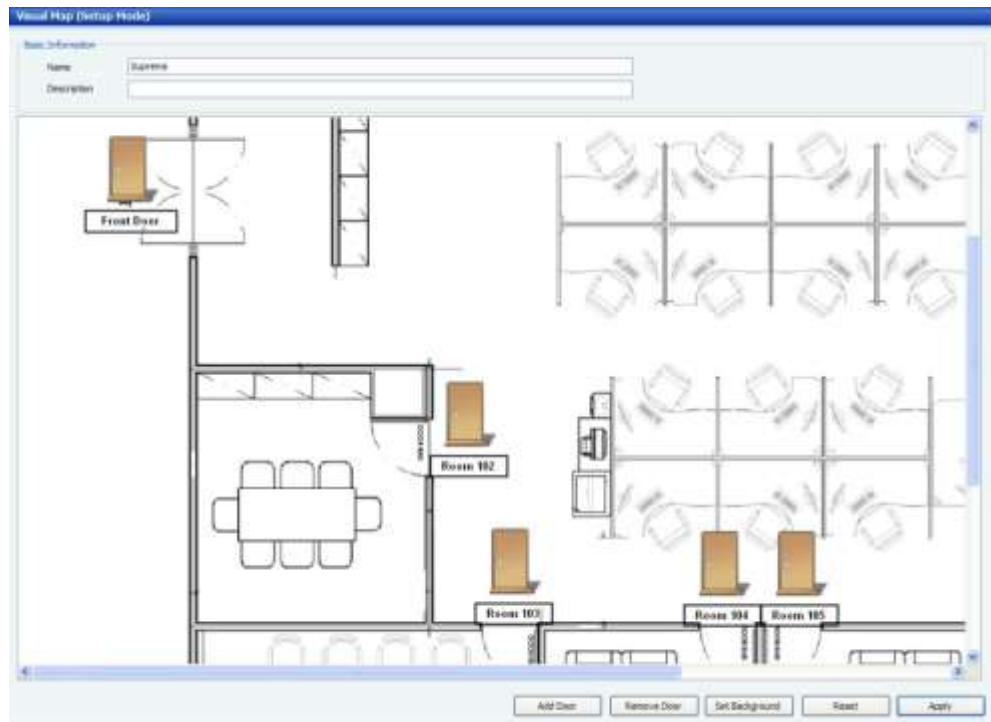 Visual Map (Setup Mode)
Basic Information
Name
Suprema
Description
Front Door
Room 102
Room 103
Room 104
Room 105
Add Door
Remove Door
Set Background
Reset
Apply